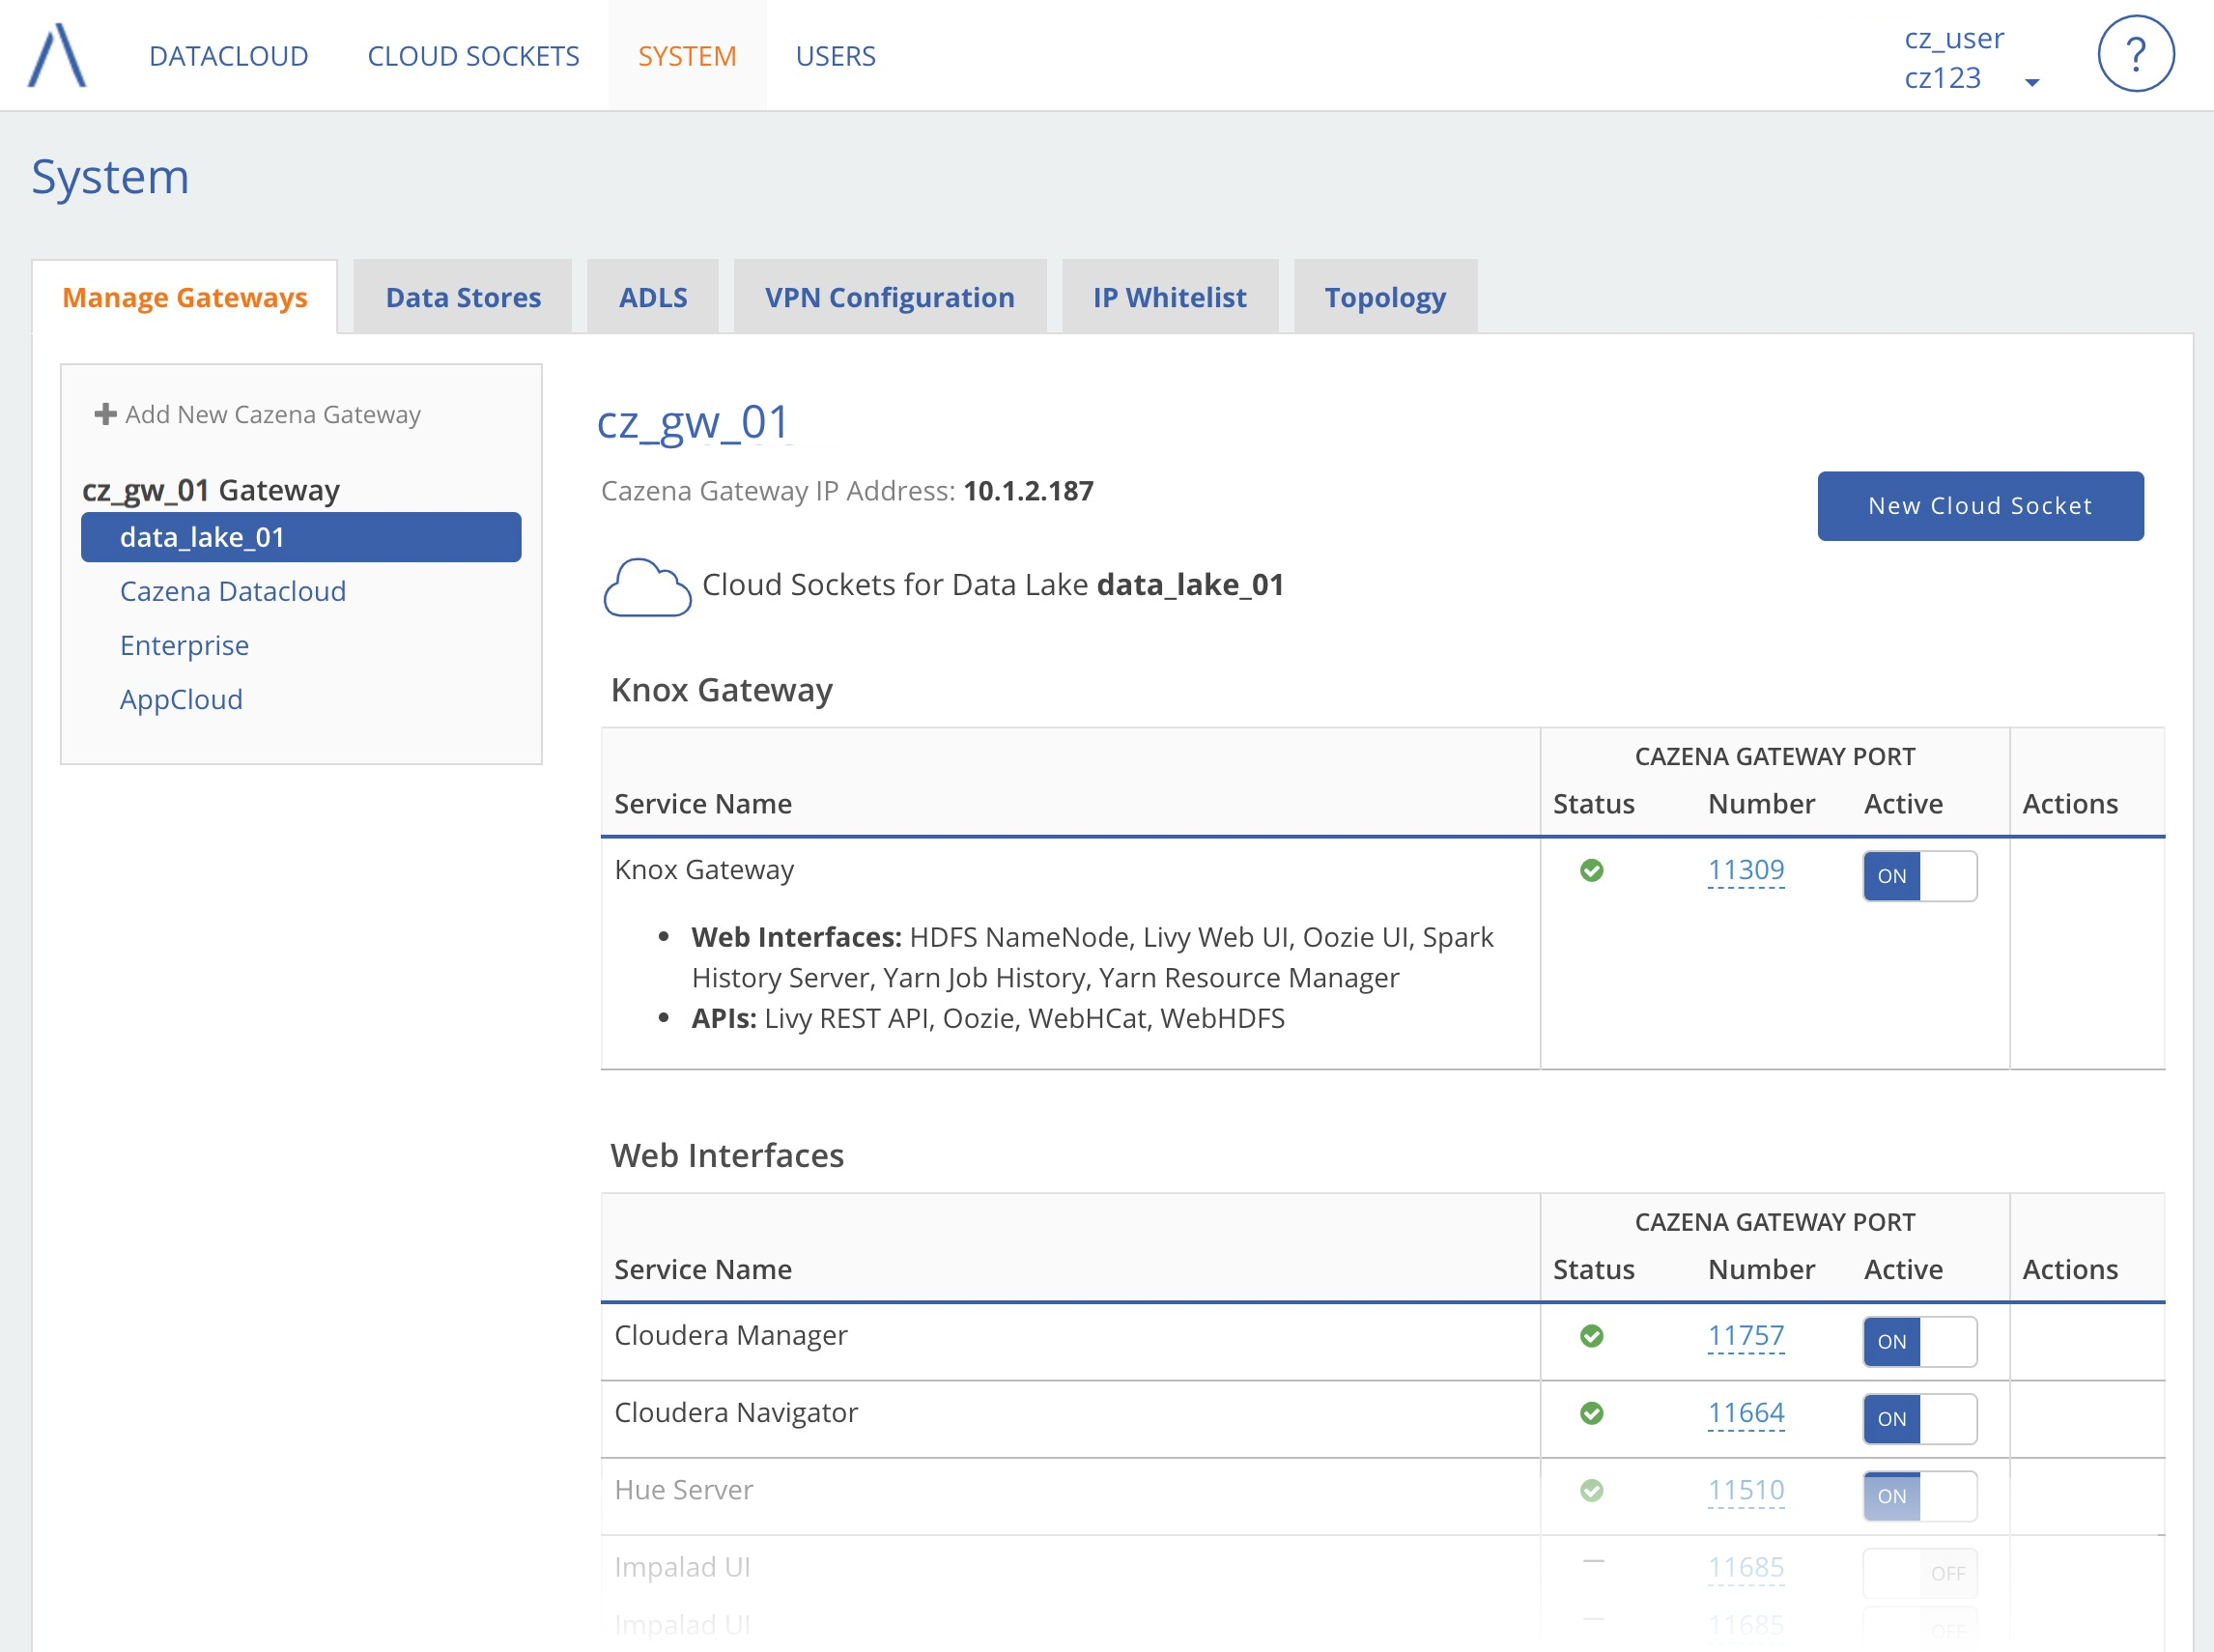 DATACLOUD CLOUD SOCKETS SYSTEM USERS
cz_user
cz123
?
System
Manage Gateways Data Stores ADLS VPN Configuration IP Whitelist Topology
Add New Cazena Gateway
cz_gw_01 Gateway
data_lake_01
Cazena Datacloud
Enterprise
AppCloud
cz_gw_01
Cazena Gateway IP Address: 10.1.2.187
New Cloud Socket
Cloud Sockets for Data Lake data_lake_01
Knox Gateway
CAZENA GATEWAY PORT
Service Name Status Number Active Actions
Knox Gateway 11309 ON
• Web Interfaces: HDFS NameNode, Livy Web UI, Oozie UI, Spark
History Server, Yarn Job History, Yarn Resource Manager
• APIs: Livy REST API, Oozie, WebHCat, WebHDFS
Web Interfaces
CAZENA GATEWAY PORT
Service Name Status Number Active Actions
Cloudera Manager 11757 ON
Cloudera Navigator 11664 ON
Hue Server 11510 ON
Impalad UI — 11685 OFF
Impalad UI — 11685 OFF